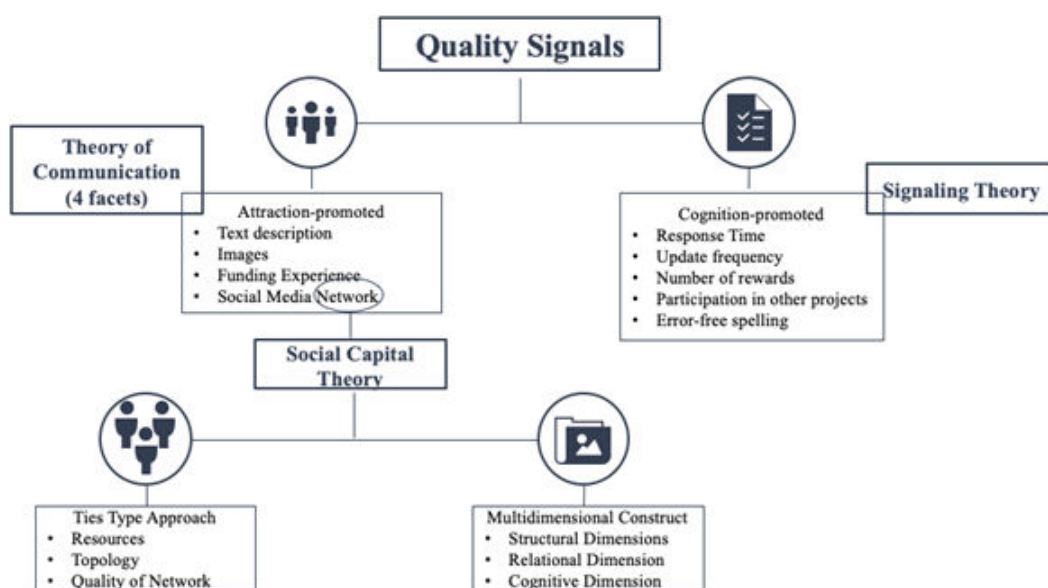 Quality Signals
Theory of
Communication
(4 facets)
Signaling Theory
Attraction-promoted
• Text description
• Images
• Funding Experience
• Social Media Network
Cognition-promoted
• Response Time
• Update frequency
• Number of rewards
• Participation in other projects
• Error-free spelling
Social Capital
Theory
Ties Type Approach
• Resources
• Topology
• Quality of Network
Multidimensional Construct
• Structural Dimensions
• Relational Dimension
• Cognitive Dimension